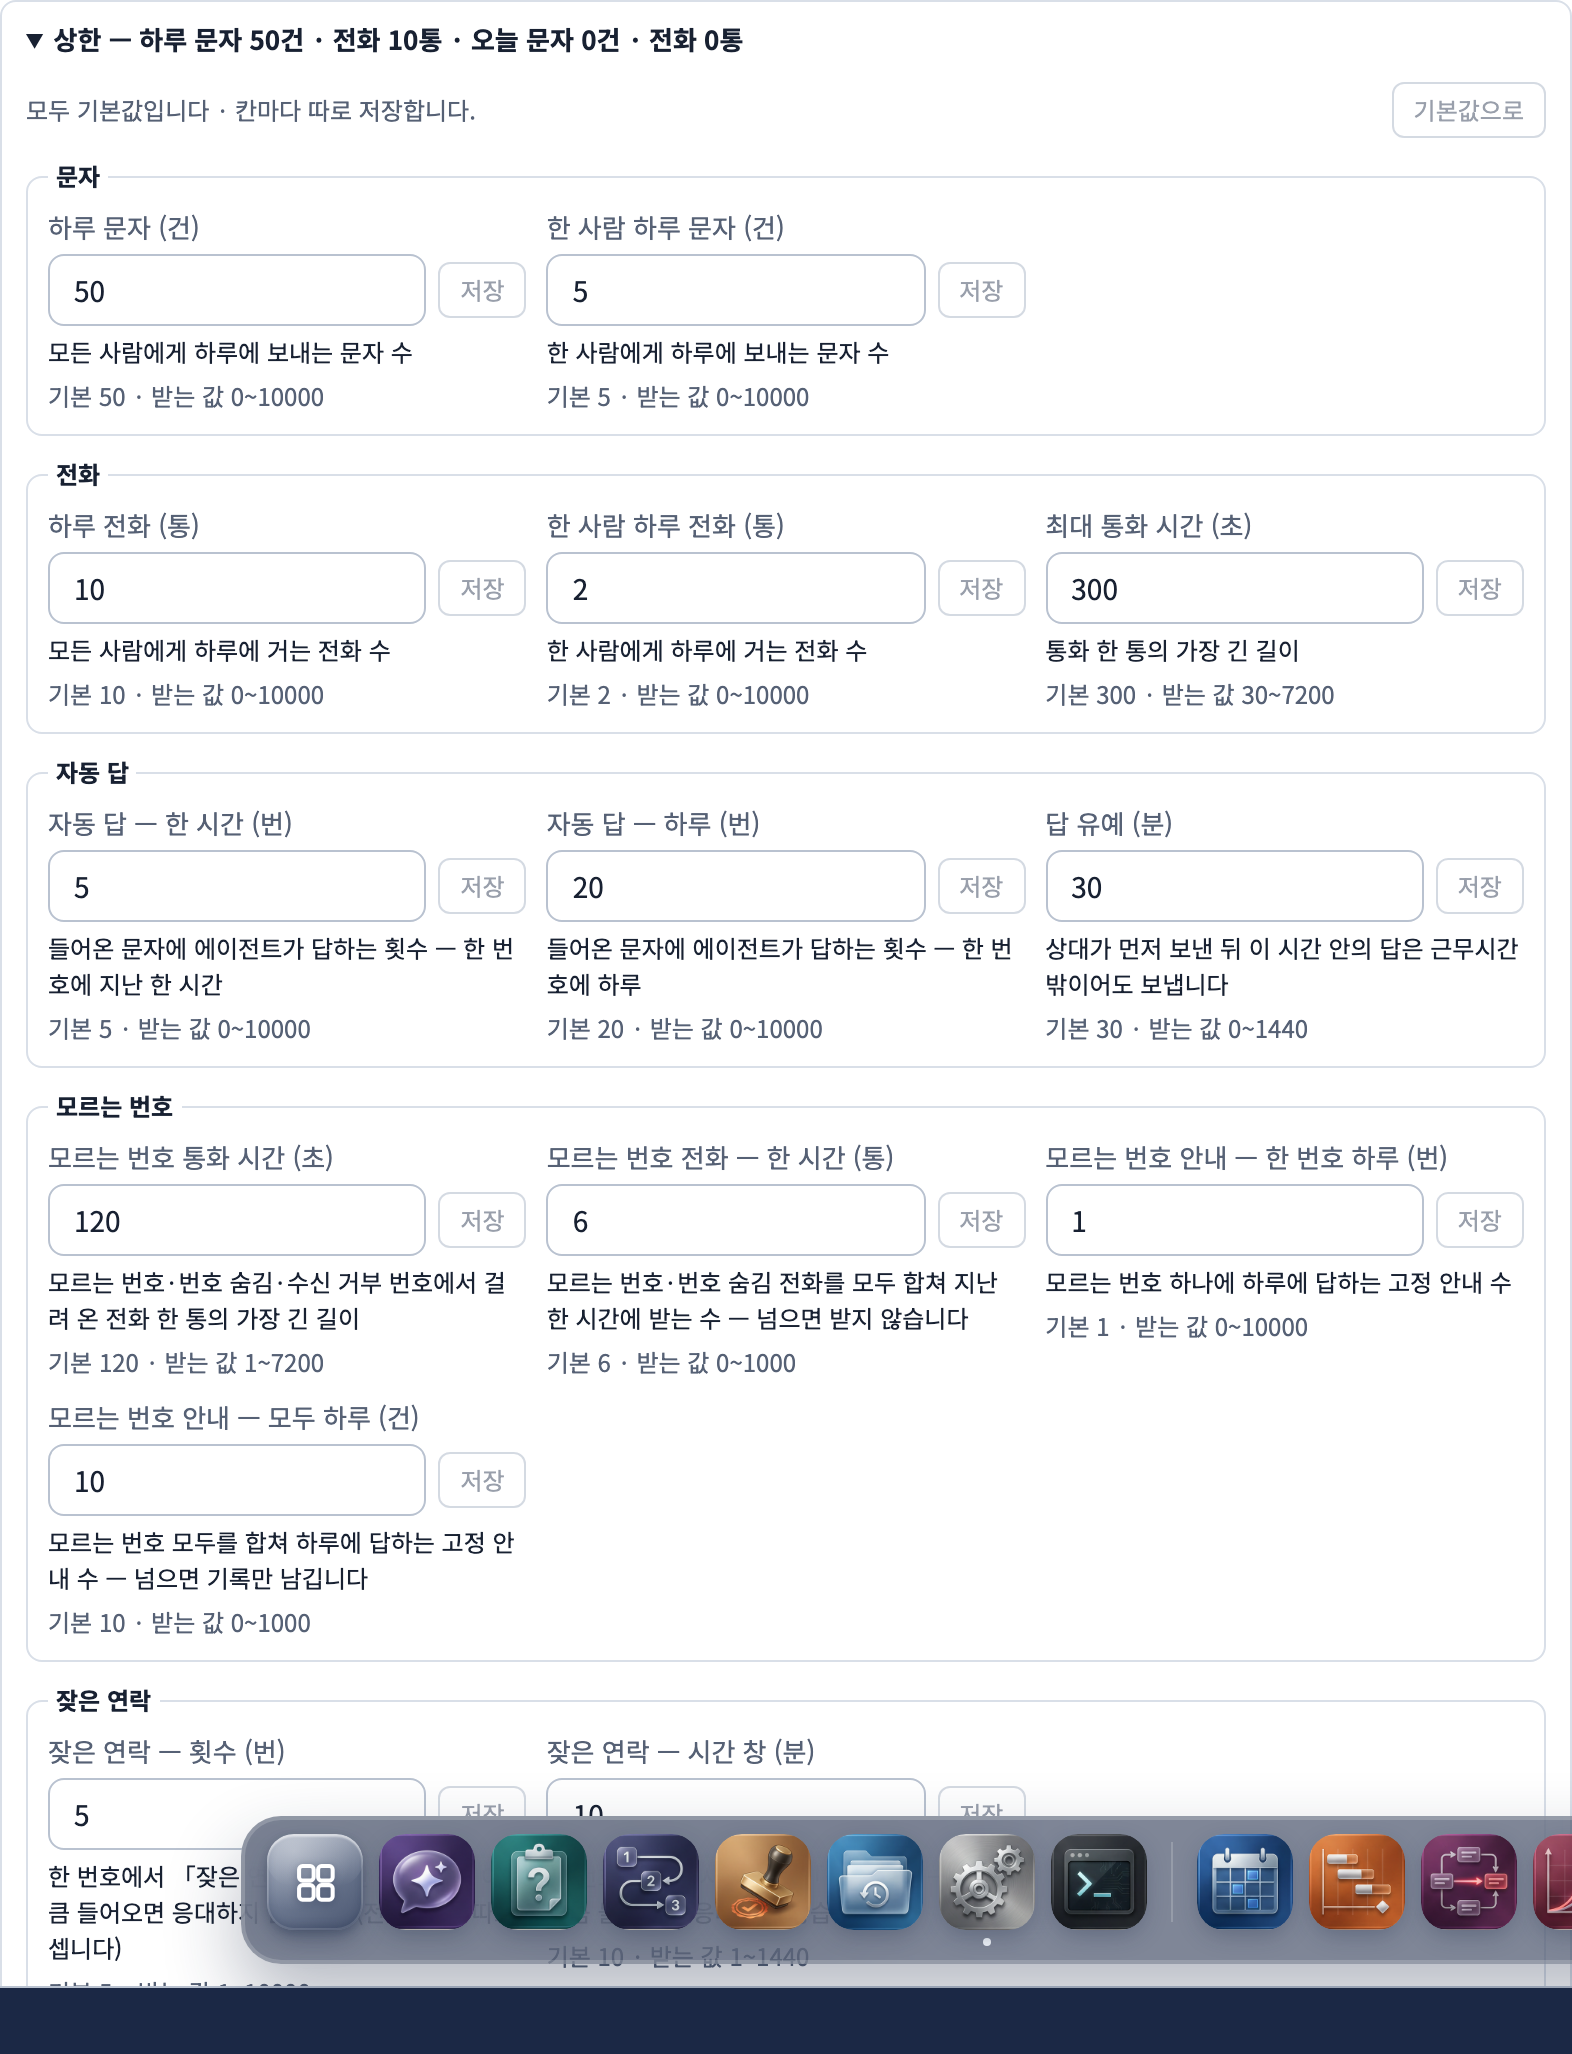 ▼ 상한 — 하루 문자 50건 · 전화 10통 · 오늘 문자 0건 · 전화 0통
모두 기본값입니다 · 칸마다 따로 저장합니다.
기본값으로
문자
하루 문자 (건)
한 사람 하루 문자 (건)
50
저장
5
저장
모든 사람에게 하루에 보내는 문자 수
한 사람에게 하루에 보내는 문자 수
기본 50 · 받는 값 0~10000
기본 5 · 받는 값 0~10000
전화
하루 전화 (통)
한 사람 하루 전화 (통)
최대 통화 시간 (초)
10
저장
2
저장
300
저장
모든 사람에게 하루에 거는 전화 수
한 사람에게 하루에 거는 전화 수
통화 한 통의 가장 긴 길이
기본 10 · 받는 값 0~10000
기본 2 · 받는 값 0~10000
기본 300 · 받는 값 30~7200
자동 답
자동 답 — 한 시간 (번)
자동 답 — 하루 (번)
답 유예 (분)
5
저장
20
저장
30
저장
들어온 문자에 에이전트가 답하는 횟수 — 한 번
호에 지난 한 시간
들어온 문자에 에이전트가 답하는 횟수 — 한 번
호에 하루
상대가 먼저 보낸 뒤 이 시간 안의 답은 근무시간
밖이어도 보냅니다
기본 5 · 받는 값 0~10000
기본 20 · 받는 값 0~10000
기본 30 · 받는 값 0~1440
모르는 번호
모르는 번호 통화 시간 (초)
모르는 번호 전화 — 한 시간 (통)
모르는 번호 안내 — 한 번호 하루 (번)
120
저장
6
저장
1
저장
모르는 번호·번호 숨김·수신 거부 번호에서 걸
려 온 전화 한 통의 가장 긴 길이
모르는 번호·번호 숨김 전화를 모두 합쳐 지난
한 시간에 받는 수 — 넘으면 받지 않습니다
모르는 번호 하나에 하루에 답하는 고정 안내 수
기본 120 · 받는 값 1~7200
기본 6 · 받는 값 0~1000
기본 1 · 받는 값 0~10000
모르는 번호 안내 — 모두 하루 (건)
10
저장
모르는 번호 모두를 합쳐 하루에 답하는 고정 안
내 수 — 넘으면 기록만 남깁니다
기본 10 · 받는 값 0~1000
잦은 연락
잦은 연락 — 횟수 (번)
잦은 연락 — 시간 창 (분)
5
저장
10
저장
한 번호에서 「잦은
큼 들어오면 응대하지
셉니다)
기본 10 · 받는 값 1~1440
1
2
3